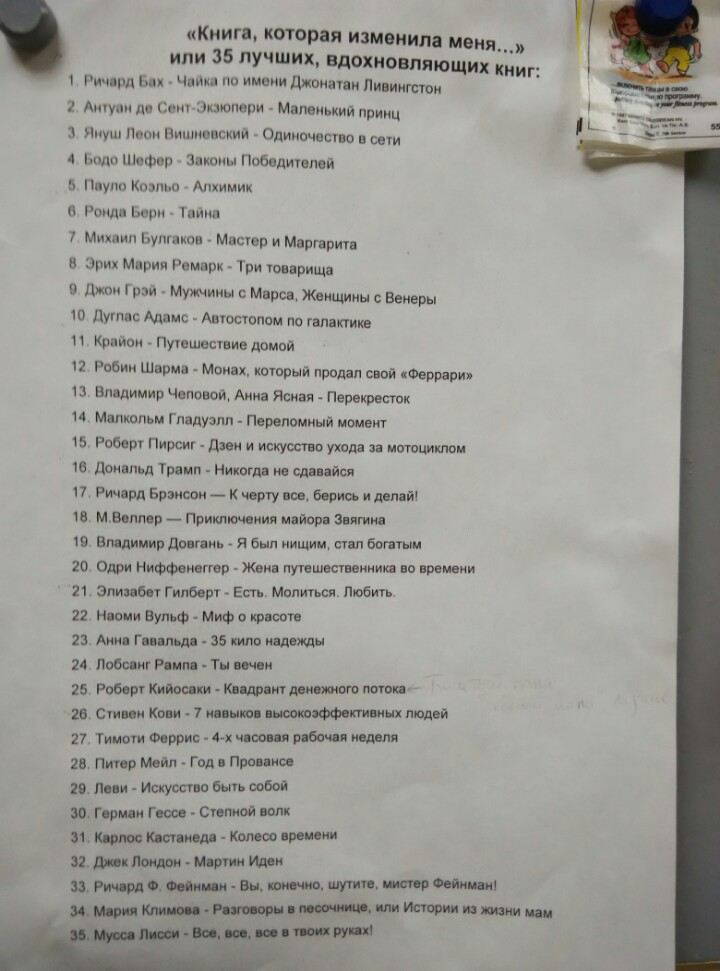 «Книга, которая изменила меня...»
или 35 лучших, вдохновляющих книг:
1. Ричард Бах - Чайка по имени Джонатан Ливингстон
2. Антуан де Сент-Экзюпери - Маленький принц
3. Януш Леон Вишневский - Одиночество в сети
4. Бодо Шефер - Законы Победителей
5. Пауло Коэльо - Алхимик
6. Ронда Берн - Тайна
7. Михаил Булгаков - Мастер и Маргарита
8. Эрих Мария Ремарк - Три товарища
9. Джон Грэй - Мужчины с Марса, Женщины с Венеры
10. Дуглас Адамс - Автостопом по галактике
11. Крайон - Путешествие домой
12. Робин Шарма - Монах, который продал свой «Феррари»
13. Владимир Чеповой, Анна Ясная - Перекресток
14. Малкольм Гладуэлл - Переломный момент
15. Роберт Пирсиг - Дзен и искусство ухода за мотоциклом
16. Дональд Трамп - Никогда не сдавайся
17. Ричард Брэнсон — К черту все, берись и делай!
18. М.Веллер — Приключения майора Звягина
19. Владимир Довгань - Я был нищим, стал богатым
20. Одри Ниффенеггер - Жена путешественника во времени
21. Элизабет Гилберт - Есть. Молиться. Любить.
22. Наоми Вульф - Миф о красоте
23. Анна Гавальда - 35 кило надежды
24. Лобсанг Рампа - Ты вечен
25. Роберт Кийосаки - Квадрант денежного потока
26. Стивен Кови - 7 навыков высокоэффективных людей
27. Тимоти Феррис - 4-х часовая рабочая неделя
28. Питер Мейл - Год в Провансе
29. Леви - Искусство быть собой
30. Герман Гессе - Степной волк
31. Карлос Кастанеда - Колесо времени
32. Джек Лондон - Мартин Иден
33. Ричард Ф. Фейнман - Вы, конечно, шутите, мистер Фейнман!
34. Мария Климова - Разговоры в песочнице, или Истории из жизни мам
35. Мусса Лисси - Все, все, все в твоих руках!
включить танцы в свою
программу.
your fitness program.
55